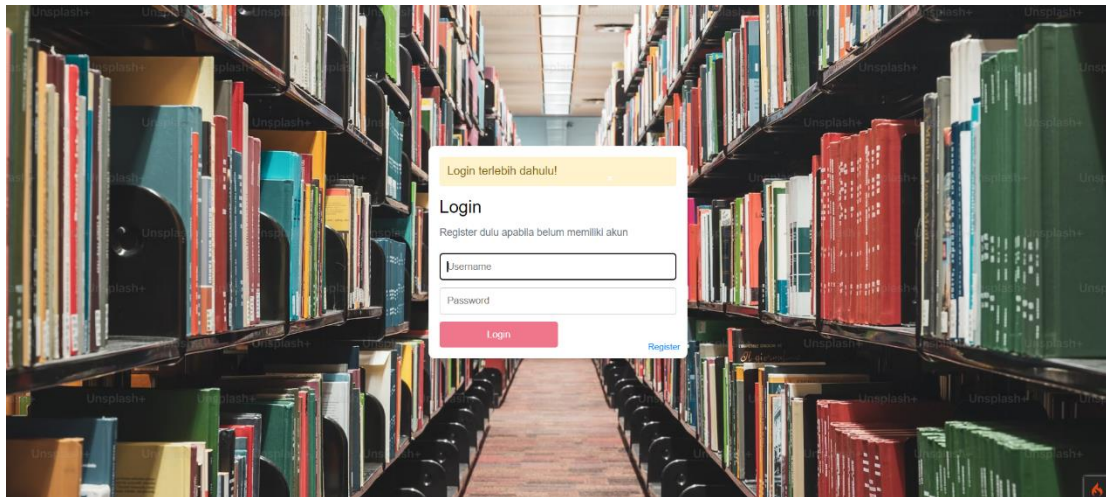 Login terlebih dahulu!
Login
Register dulu apabila belum memiliki akun
Username
Password
Login
Register
Unsplash+